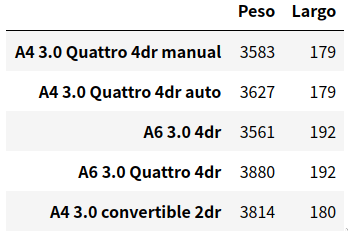 Peso Largo
A4 3.0 Quattro 4dr manual 3583 179
A4 3.0 Quattro 4dr auto 3627 179
A6 3.0 4dr 3561 192
A6 3.0 Quattro 4dr 3880 192
A4 3.0 convertible 2dr 3814 180